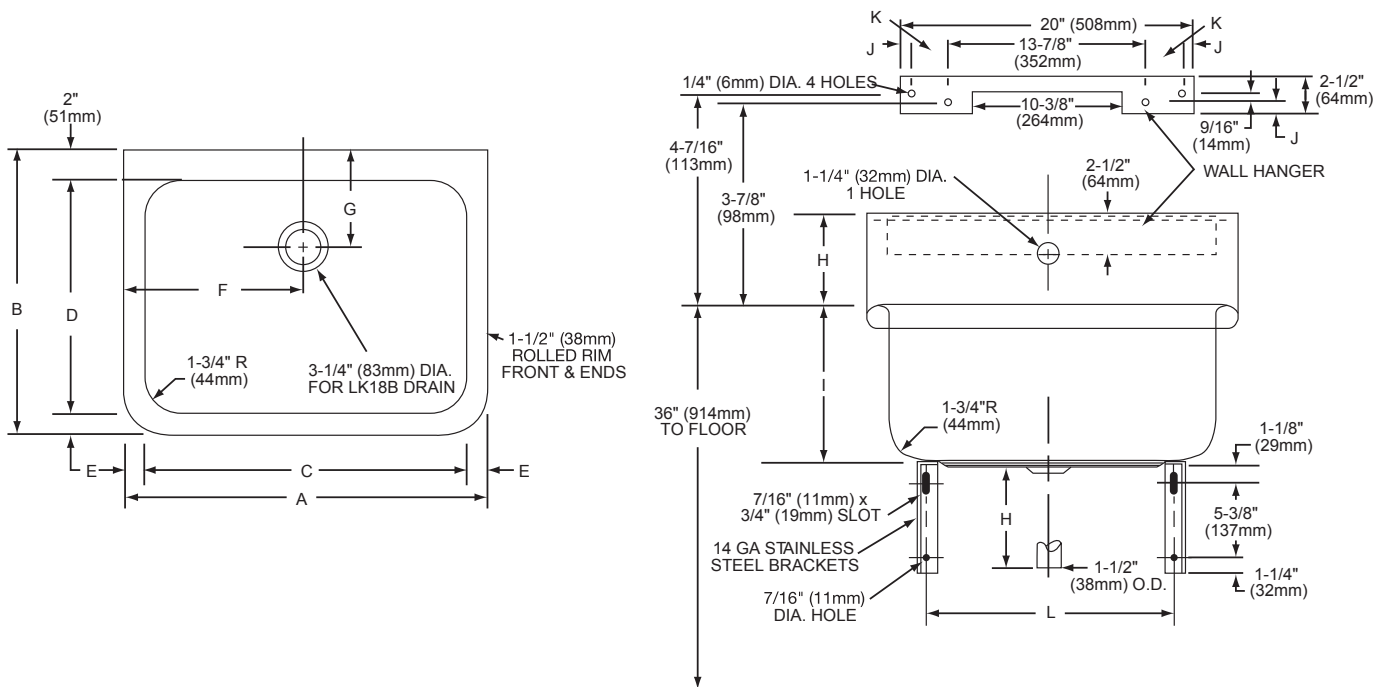 2"
(51mm)
B
D
G
F
1-3/4" R
(44mm)
3-1/4" (83mm) DIA.
FOR LK18B DRAIN
1-1/2" (38mm)
ROLLED RIM
FRONT & ENDS
E
C
E
A
K
20" (508mm)
K
J
13-7/8"
(352mm)
J
1/4" (6mm) DIA. 4 HOLES
2-1/2"
(64mm)
10-3/8"
(264mm)
9/16"
(14mm)
J
4-7/16"
(113mm)
3-7/8"
(98mm)
1-1/4" (32mm) DIA.
1 HOLE
2-1/2"
(64mm)
WALL HANGER
H
I
36" (914mm)
TO FLOOR
1-3/4"R
(44mm)
1-1/8"
(29mm)
7/16" (11mm) x
3/4" (19mm) SLOT
H
5-3/8"
(137mm)
14 GA STAINLESS
STEEL BRACKETS
1-1/2"
(38mm) O.D.
1-1/4"
(32mm)
7/16" (11mm)
DIA. HOLE
L